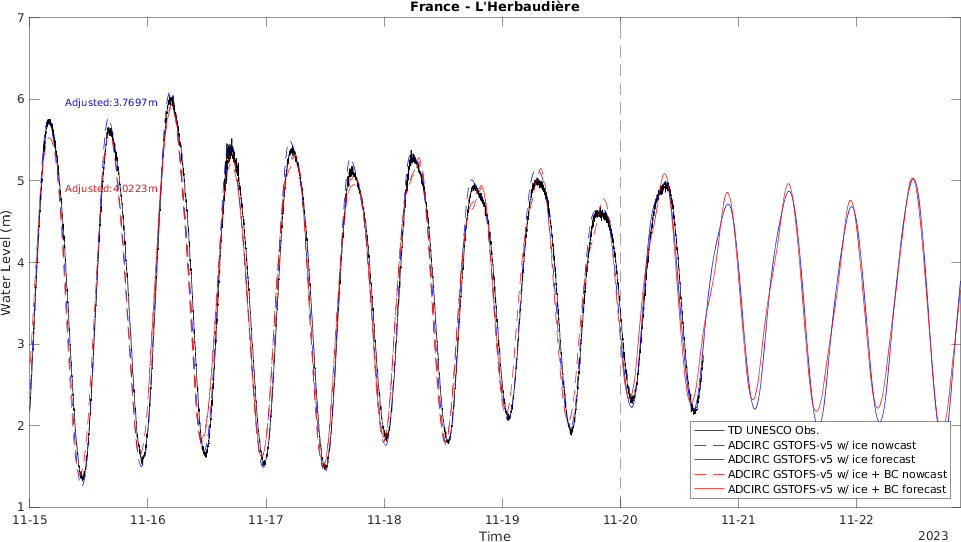 France - L'Herbaudière
7
6
5
4
3
2
1
Water Level (m)
Adjusted:3.7697m
Adjusted:4.0223m
TD UNESCO Obs.
ADCIRC GSTOFS-v5 w/ ice nowcast
ADCIRC GSTOFS-v5 w/ ice forecast
ADCIRC GSTOFS-v5 w/ ice + BC nowcast
ADCIRC GSTOFS-v5 w/ ice + BC forecast
11-15 11-16 11-17 11-18 11-19 11-20 11-21 11-22
Time
2023